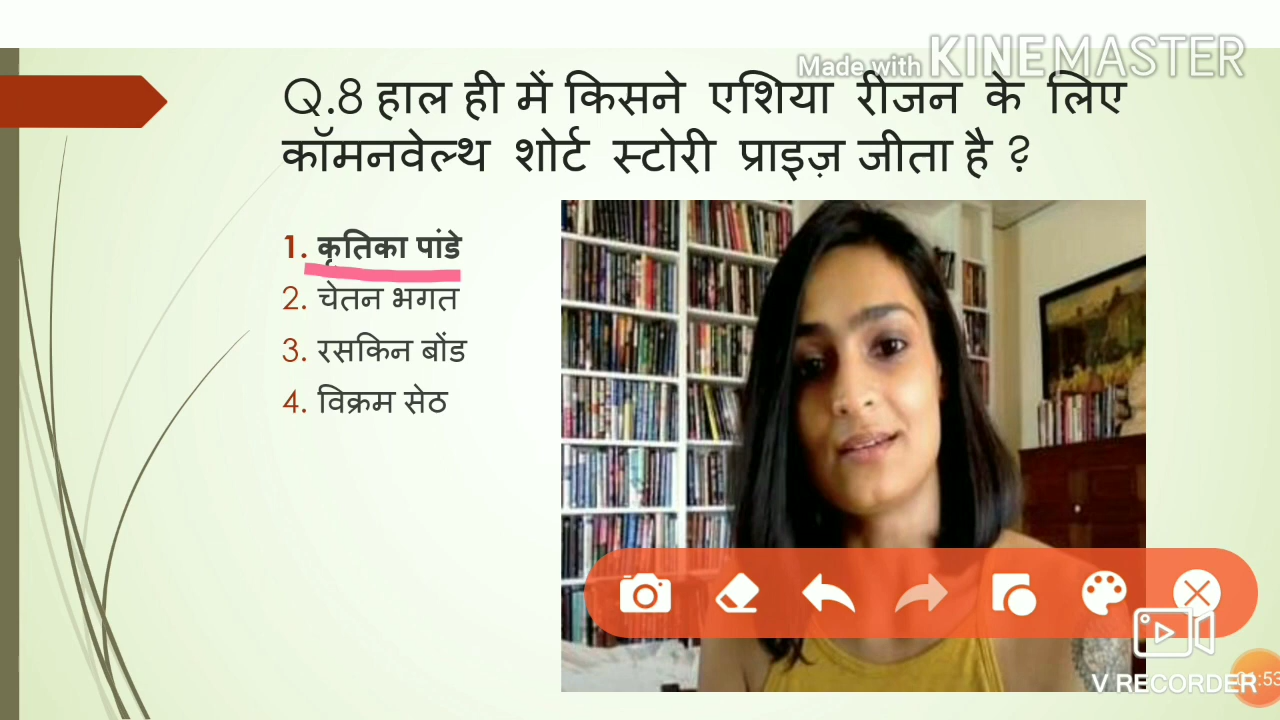 Made with KINEMASTER
Q.8 हाल ही में किसने एशिया रीजन के लिए
कॉमनवेल्थ शोर्ट स्टोरी प्राइज़ जीता है ?
1. कृतिका पांडे
2. चेतन भगत
3. रसकिन बोंड
4. विक्रम सेठ
V RECORDER